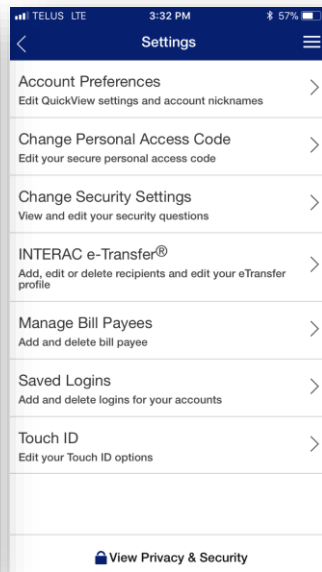 TELUS LTE 3:32 PM 57%
Settings
Account Preferences
Edit QuickView settings and account nicknames
Change Personal Access Code
Edit your secure personal access code
Change Security Settings
View and edit your security questions
INTERAC e-Transfer®
Add, edit or delete recipients and edit your eTransfer
profile
Manage Bill Payees
Add and delete bill payee
Saved Logins
Add and delete logins for your accounts
Touch ID
Edit your Touch ID options
View Privacy & Security